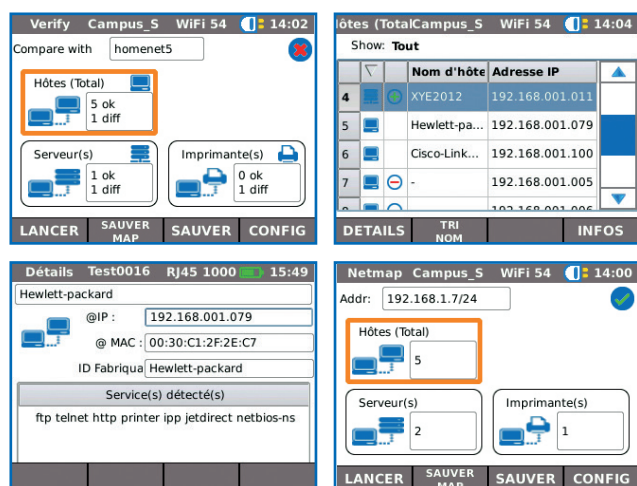 Verify Campus_S WiFi 54 14:02
Compare with homenet5
Hôtes (Total)
5 ok
1 diff
Serveur(s)
1 ok
1 diff
Imprimante(s)
0 ok
1 diff
LANCER SAUVER MAP SAUVER CONFIG
lôtes (TotalCampus_S WiFi 54 14:04
Show: Tout
Nom d'hôte Adresse IP
4 XYE2012 192.168.001.011
5 Hewlett-pa... 192.168.001.079
6 Cisco-Link... 192.168.001.100
7 - 192.168.001.005
DETAILS TRI NOM INFOS
Détails Test0016 RJ45 1000 15:49
Hewlett-packard
@IP : 192.168.001.079
@ MAC : 00:30:C1:2F:2E:C7
ID Fabriqua Hewlett-packard
Service(s) détecté(s)
ftp telnet http printer ipp jetdirect netbios-ns
Netmap Campus_S WiFi 54 14:00
Addr: 192.168.1.7/24
Hôtes (Total)
5
Serveur(s)
2
Imprimante(s)
1
LANCER SAUVER MAP SAUVER CONFIG